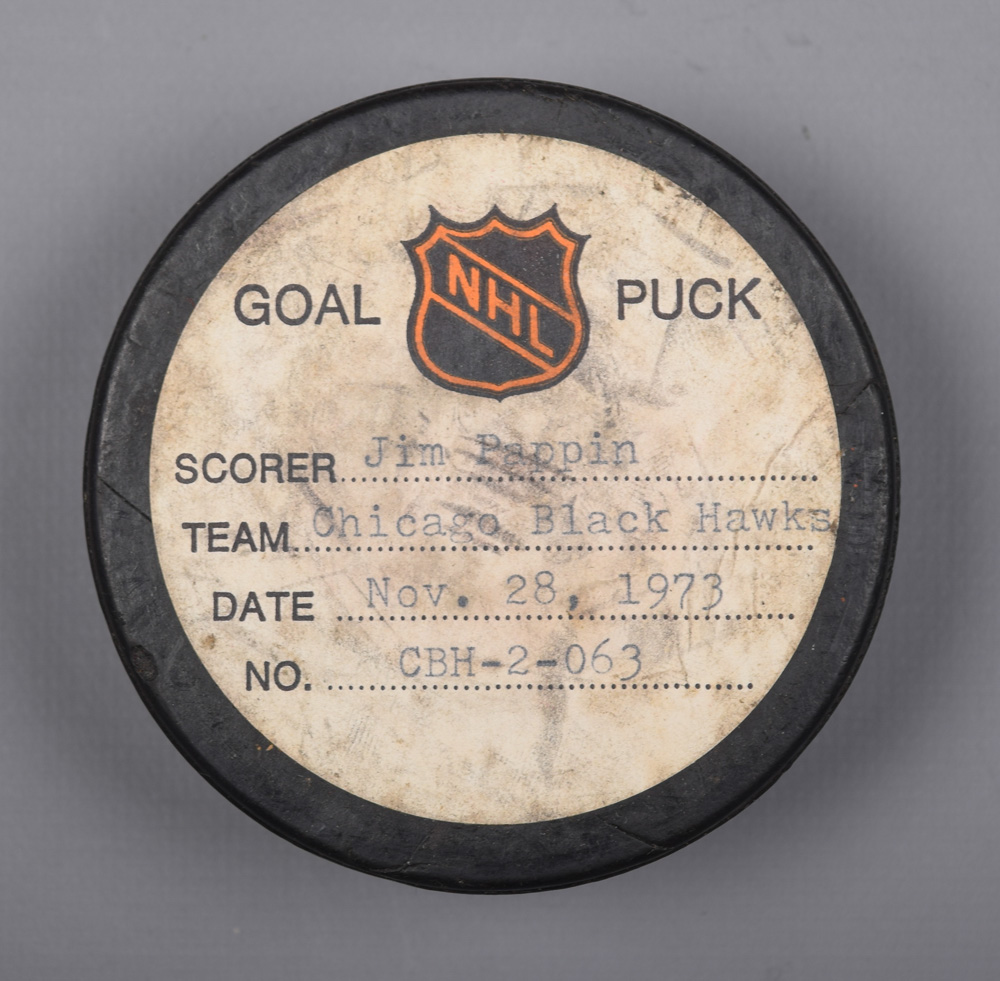 GOAL NHL PUCK
SCORER Jim Pappin
TEAM Chicago Black Hawks
DATE Nov. 28, 1973
NO. CBH-2-063